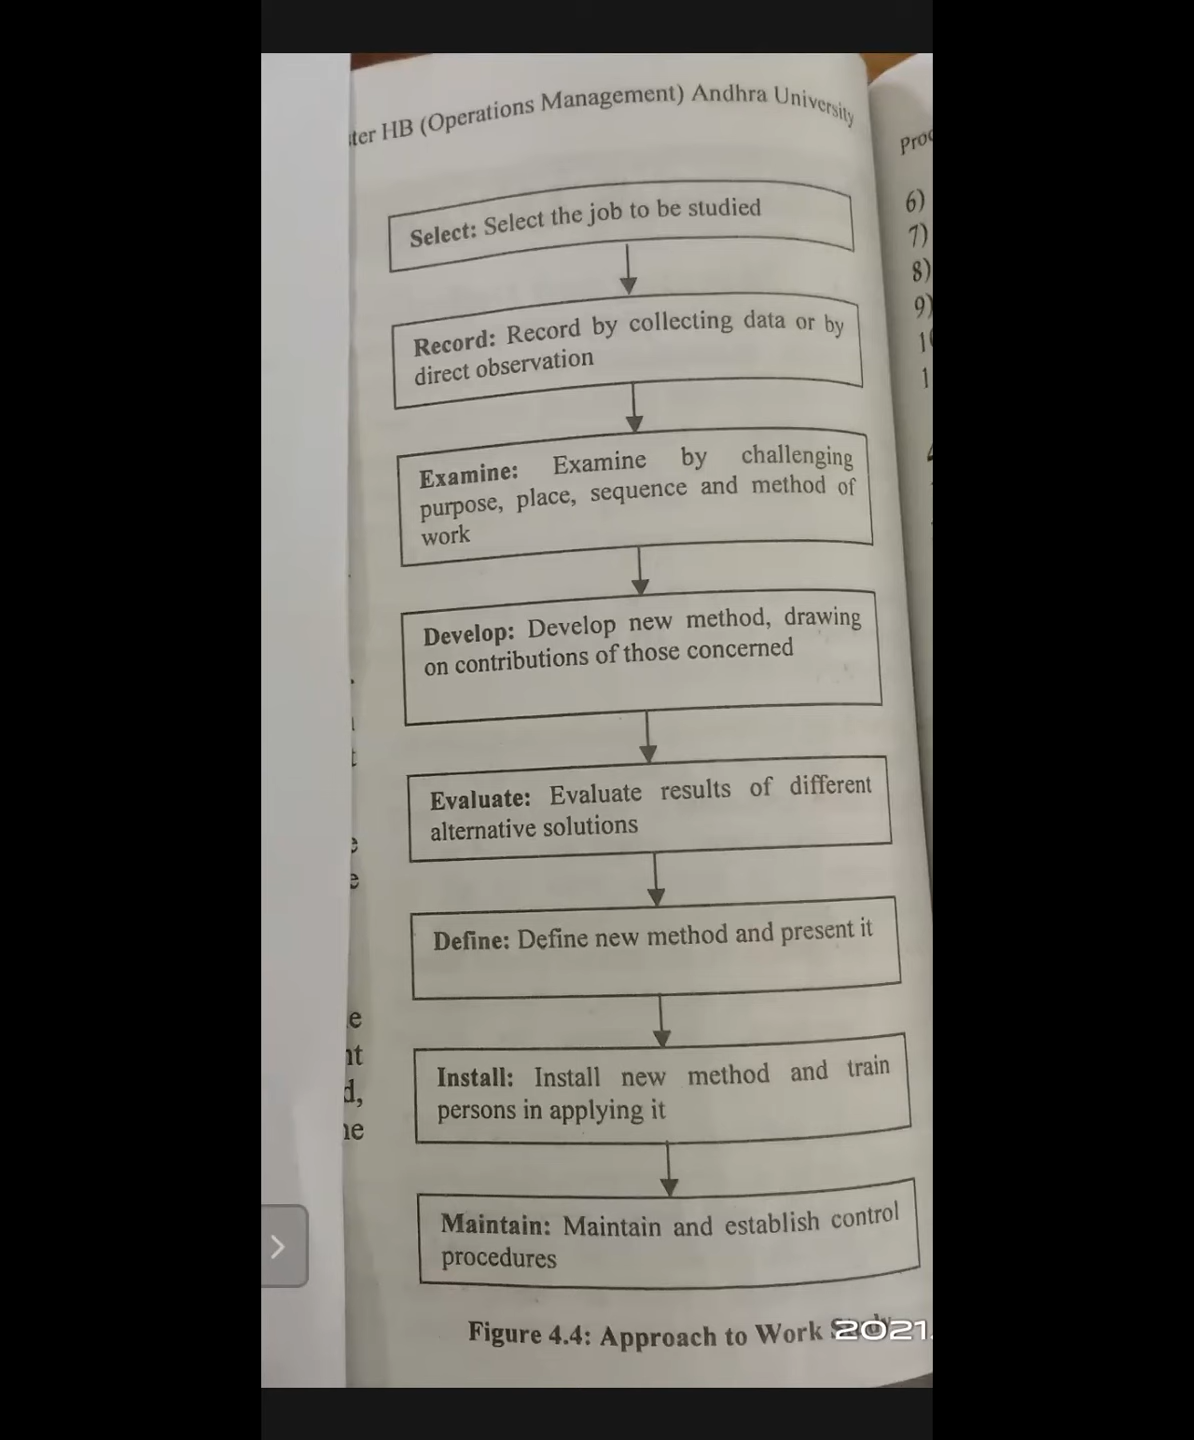 ter HB (Operations Management) Andhra University
Select: Select the job to be studied
Record: Record by collecting data or by
direct observation
Examine: Examine by challenging
purpose, place, sequence and method of
work
Develop: Develop new method, drawing
on contributions of those concerned
Evaluate: Evaluate results of different
alternative solutions
Define: Define new method and present it
Install: Install new method and train
persons in applying it
Maintain: Maintain and establish control
procedures
Figure 4.4: Approach to Work Study
2021.
e
e
e
nt
d,
ne
6)
7)
8)
9)